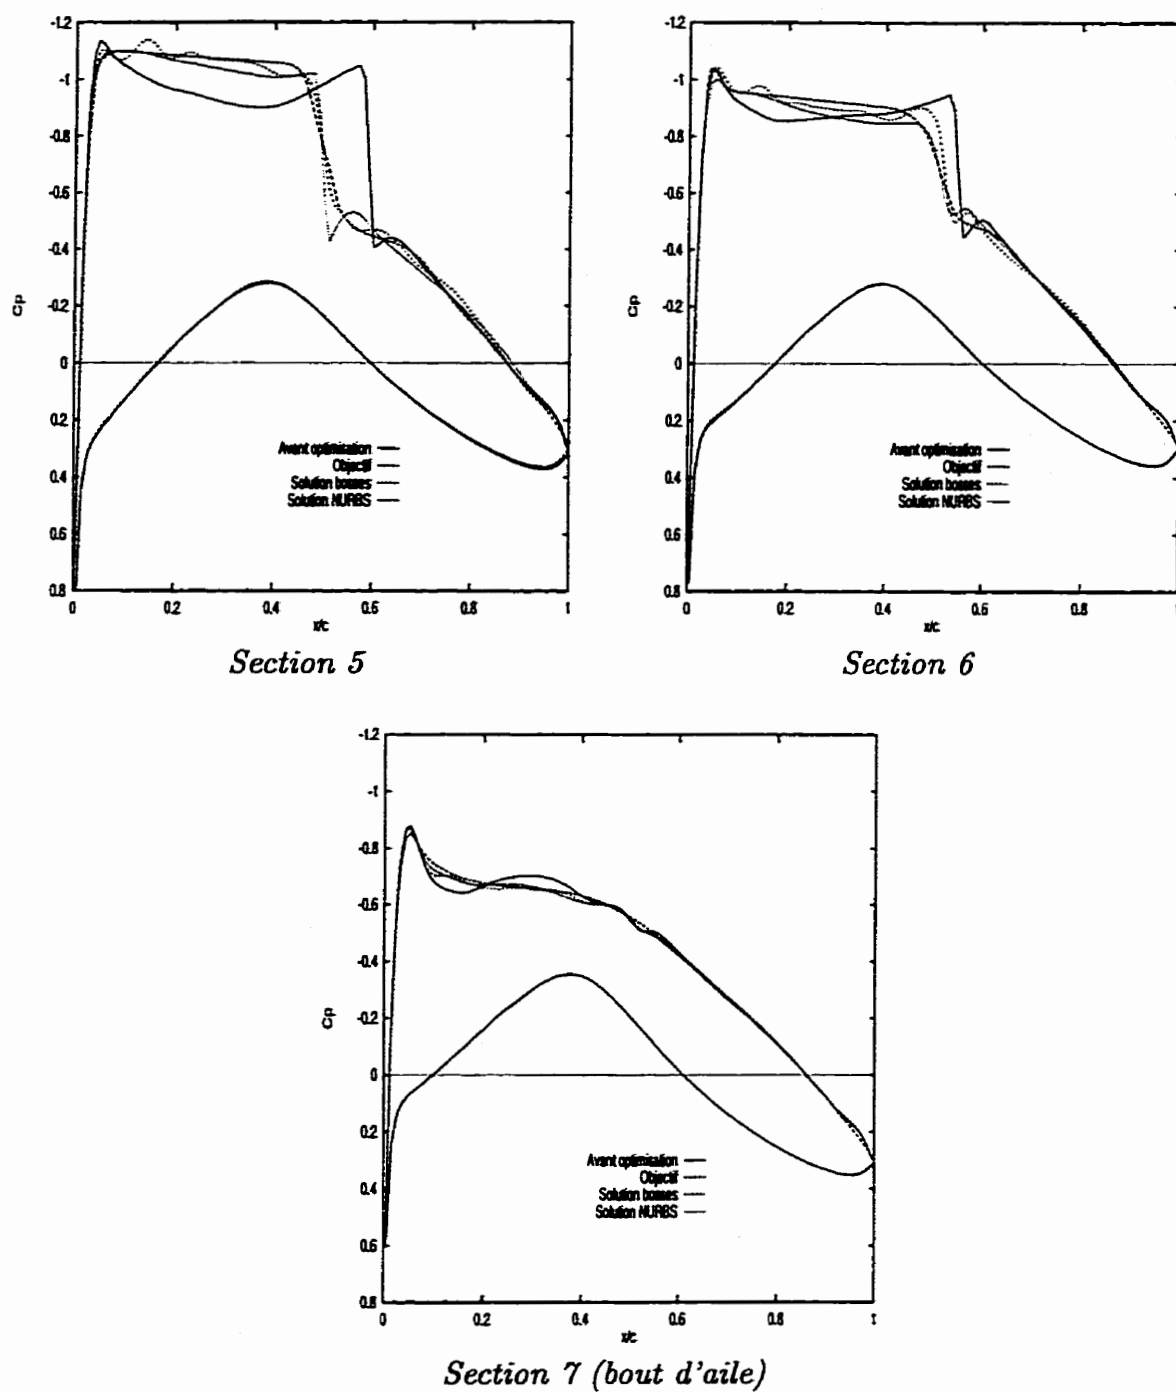 -1.2
-1
-0.8
-0.6
-0.4
-0.2
0
0.2
0.4
0.6
0.8
Cp
0 0.2 0.4 0.6 0.8 1
x/c
Avant optimisation
Objectif
Solution bosses
Solution NURBS
Section 5
-1.2
-1
-0.8
-0.6
-0.4
-0.2
0
0.2
0.4
0.6
0.8
Cp
0 0.2 0.4 0.6 0.8 1
x/c
Avant optimisation
Objectif
Solution bosses
Solution NURBS
Section 6
-1.2
-1
-0.8
-0.6
-0.4
-0.2
0
0.2
0.4
0.6
0.8
Cp
0 0.2 0.4 0.6 0.8 1
x/c
Avant optimisation
Objectif
Solution bosses
Solution NURBS
Section 7 (bout d'aile)